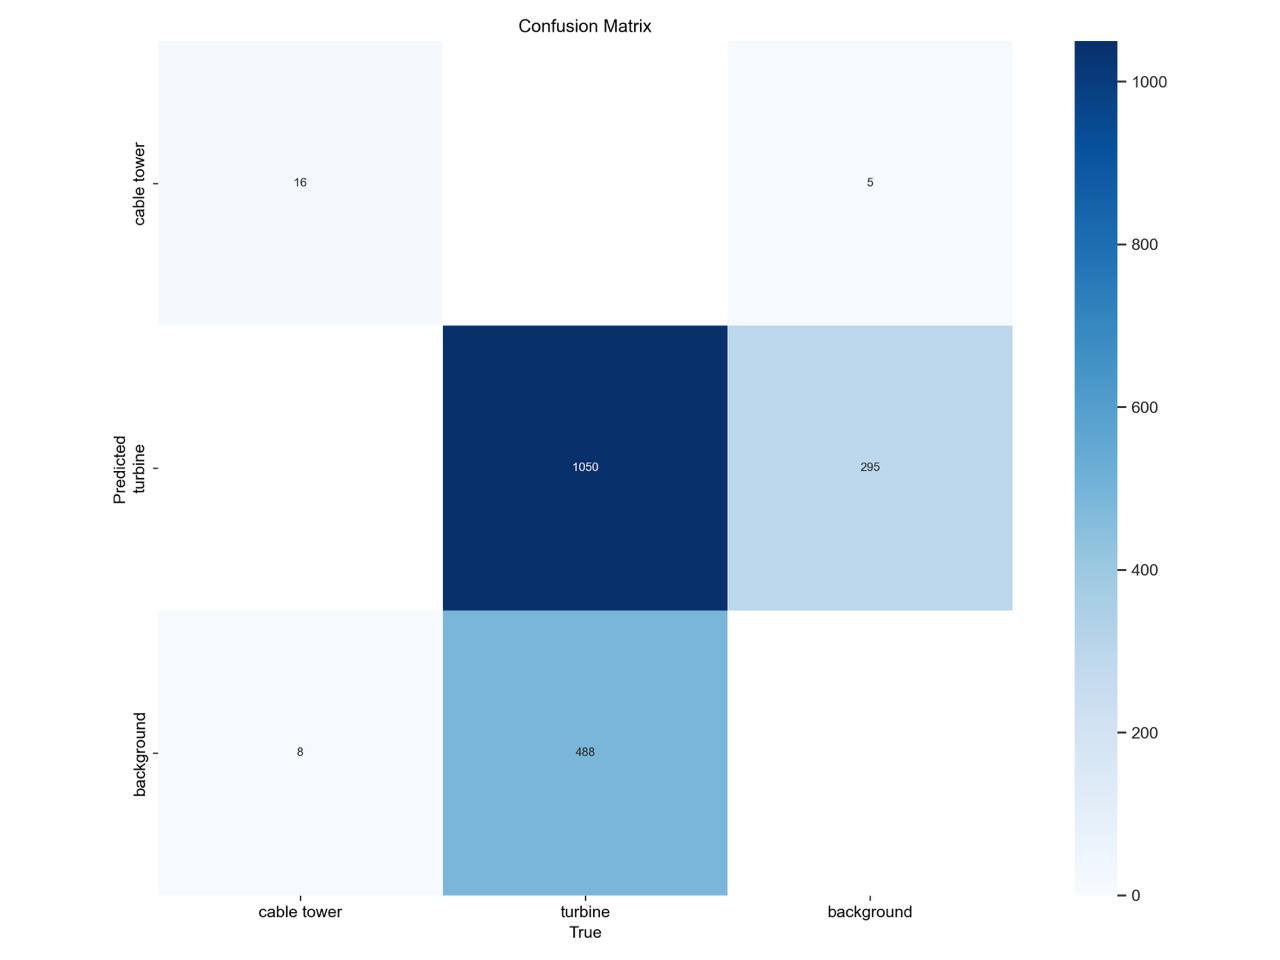 Confusion Matrix
cable tower
turbine
background
Predicted
16
5
1050
295
8
488
cable tower
turbine
background
True
1000
800
600
400
200
0